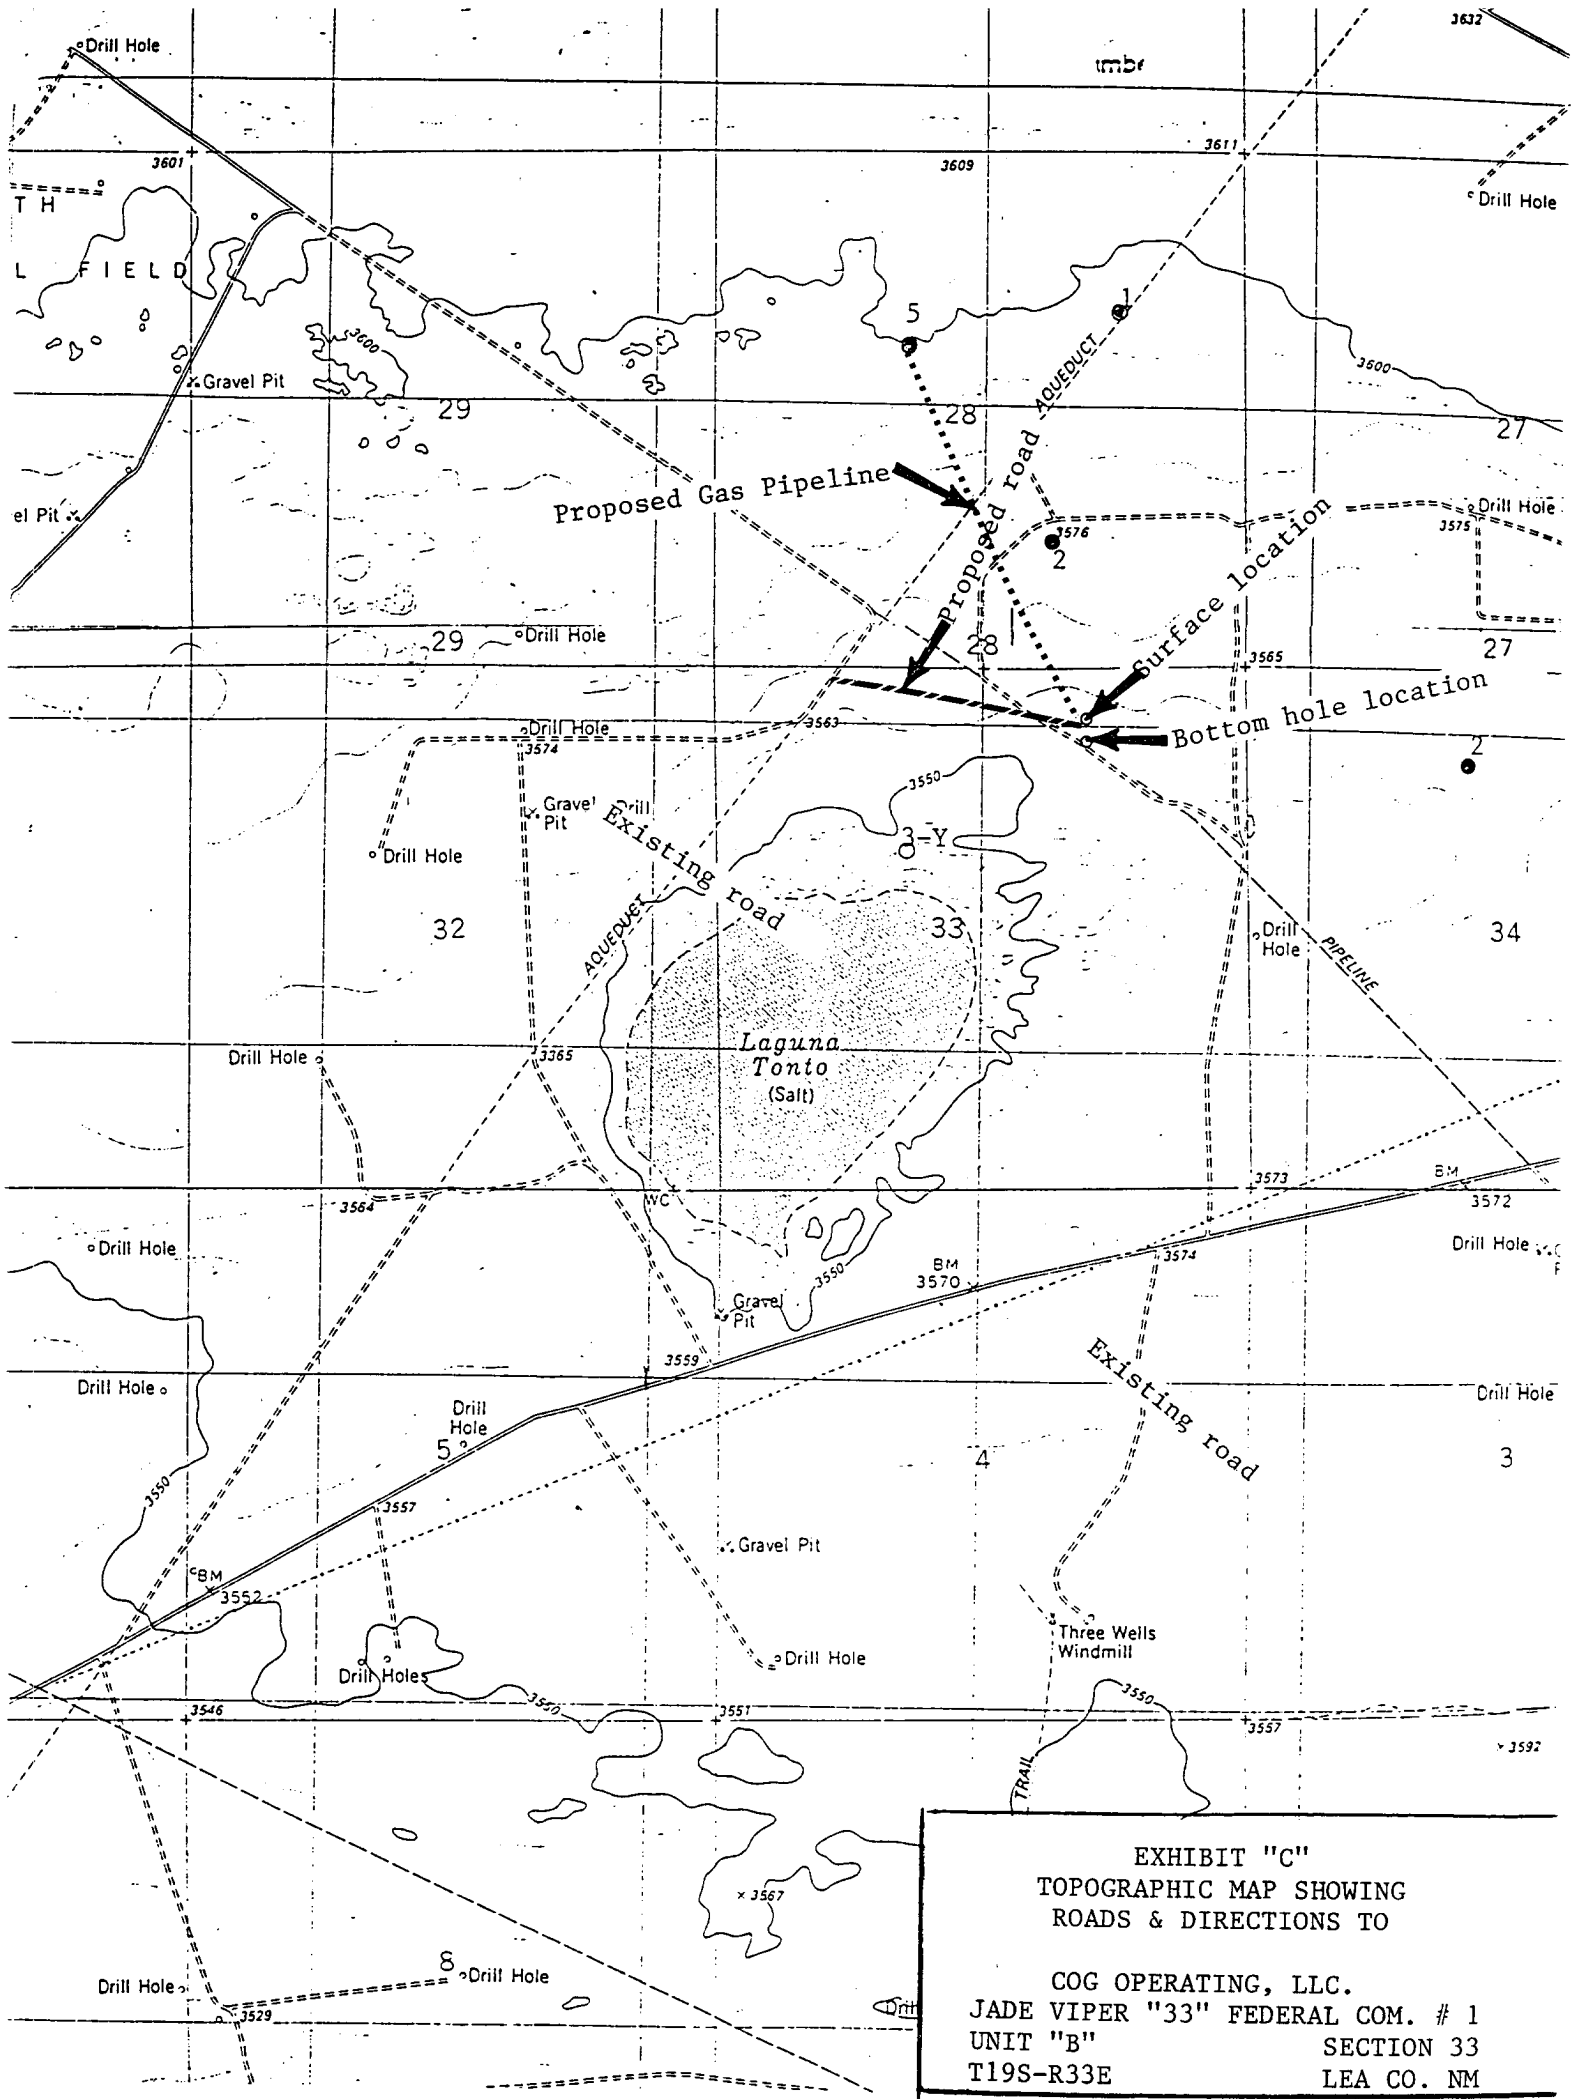 3632
Drill Hole
3601
3609
3611
Drill Hole
T H
L FIELD
5
1
3600
3600
Gravel Pit
AQUEDUCT
29
28
27
Proposed Gas Pipeline
Proposed road
el Pit
Drill Hole
3575
3576
2
Surface location
29
Drill Hole
28
27
3565
Bottom hole location
3563
Drill Hole
3574
2
3550
Gravel
Pit
Drill
Existing road
3-Y
Drill Hole
32
33
34
AQUEDUCT
Drill
Hole
PIPELINE
Laguna
Tonto
(Salt)
Drill Hole
3365
3564
WC
3573
BM
3572
Drill Hole
Drill Hole
3574
3550
BM
3570
Gravel
Pit
3559
Existing road
Drill Hole
Drill Hole
Drill
Hole
5
4
3
3550
3557
Gravel Pit
BM
3552
Three Wells
Windmill
Drill Hole
Drill Holes
3550
3550
3546
3551
3557
3592
TRAIL
3567
8
Drill Hole
Drill Hole
3529
Drill
EXHIBIT "C"
TOPOGRAPHIC MAP SHOWING
ROADS & DIRECTIONS TO
COG OPERATING, LLC.
JADE VIPER "33" FEDERAL COM. # 1
UNIT "B" SECTION 33
T19S-R33E LEA CO. NM